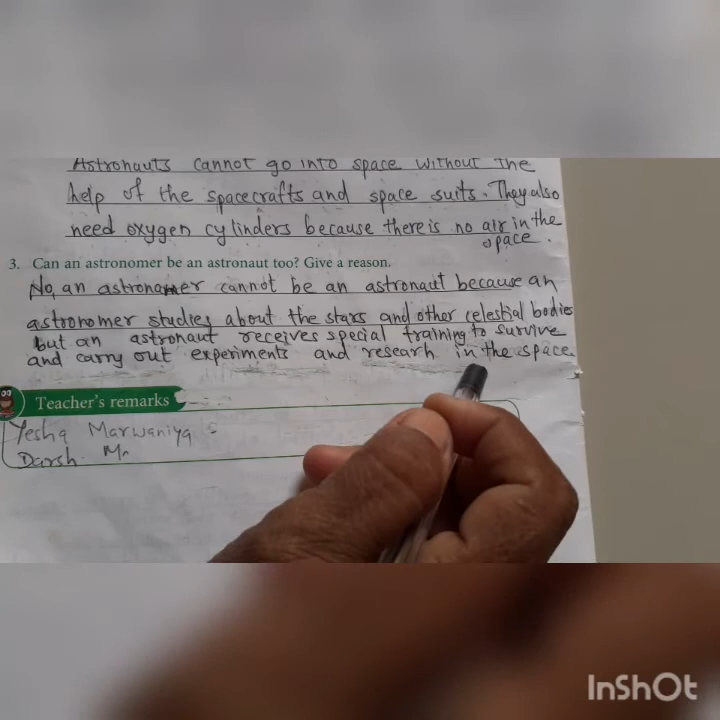 Astronauts cannot go into space without the
help of the spacecrafts and space suits. They also
need oxygen cylinders because there is no air in the
space.
3. Can an astronomer be an astronaut too? Give a reason.
No, an astronomer cannot be an astronaut because an
astronomer studies about the stars and other celestial bodies
but an astronaut receives special training to survive
and carry out experiments and researh in the space.
Teacher's remarks
Yesha Marwaniya
Darsh
InShOt